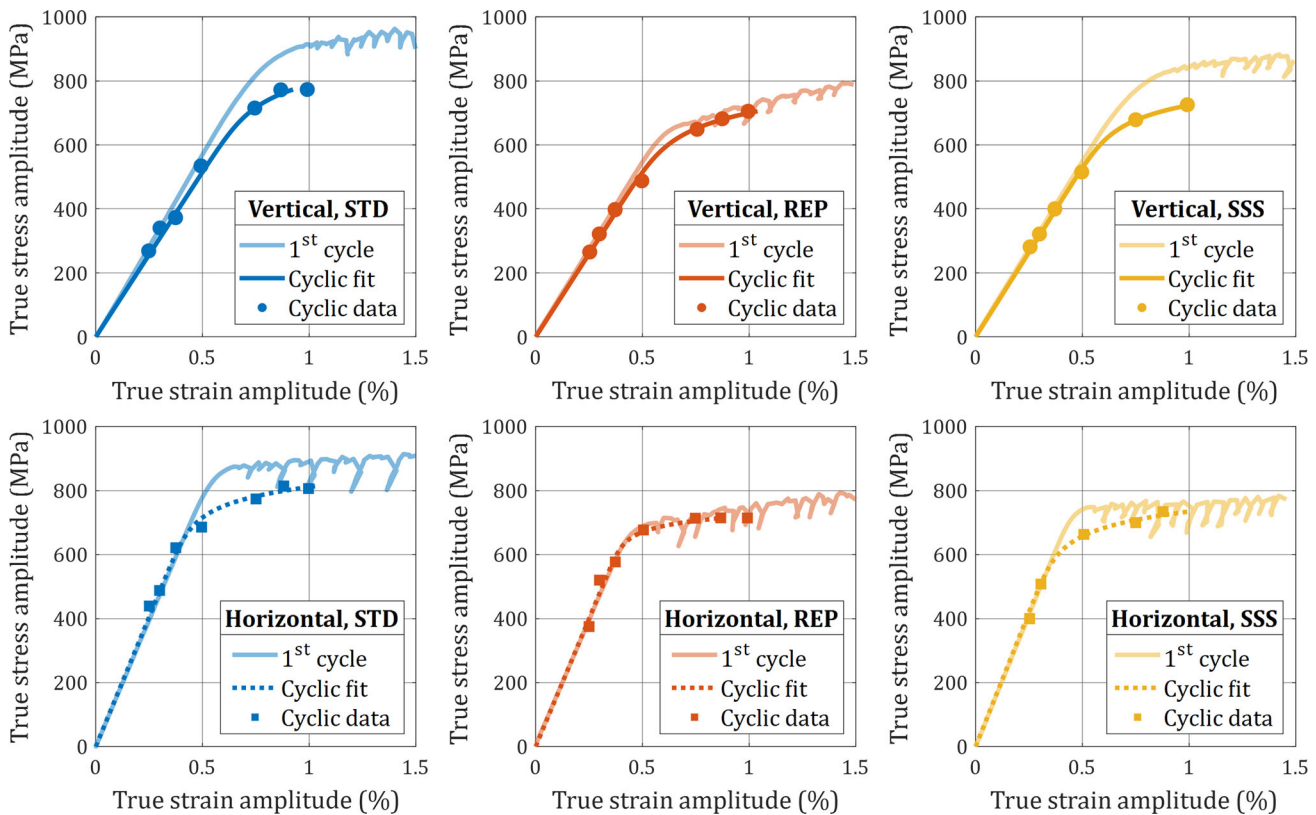 True stress amplitude (MPa)
1000
800
600
400
200
0
Vertical, STD
1st cycle
Cyclic fit
Cyclic data
0 0.5 1 1.5
True strain amplitude (%)
True stress amplitude (MPa)
1000
800
600
400
200
0
Vertical, REP
1st cycle
Cyclic fit
Cyclic data
0 0.5 1 1.5
True strain amplitude (%)
True stress amplitude (MPa)
1000
800
600
400
200
0
Vertical, SSS
1st cycle
Cyclic fit
Cyclic data
0 0.5 1 1.5
True strain amplitude (%)
True stress amplitude (MPa)
1000
800
600
400
200
0
Horizontal, STD
1st cycle
Cyclic fit
Cyclic data
0 0.5 1 1.5
True strain amplitude (%)
True stress amplitude (MPa)
1000
800
600
400
200
0
Horizontal, REP
1st cycle
Cyclic fit
Cyclic data
0 0.5 1 1.5
True strain amplitude (%)
True stress amplitude (MPa)
1000
800
600
400
200
0
Horizontal, SSS
1st cycle
Cyclic fit
Cyclic data
0 0.5 1 1.5
True strain amplitude (%)